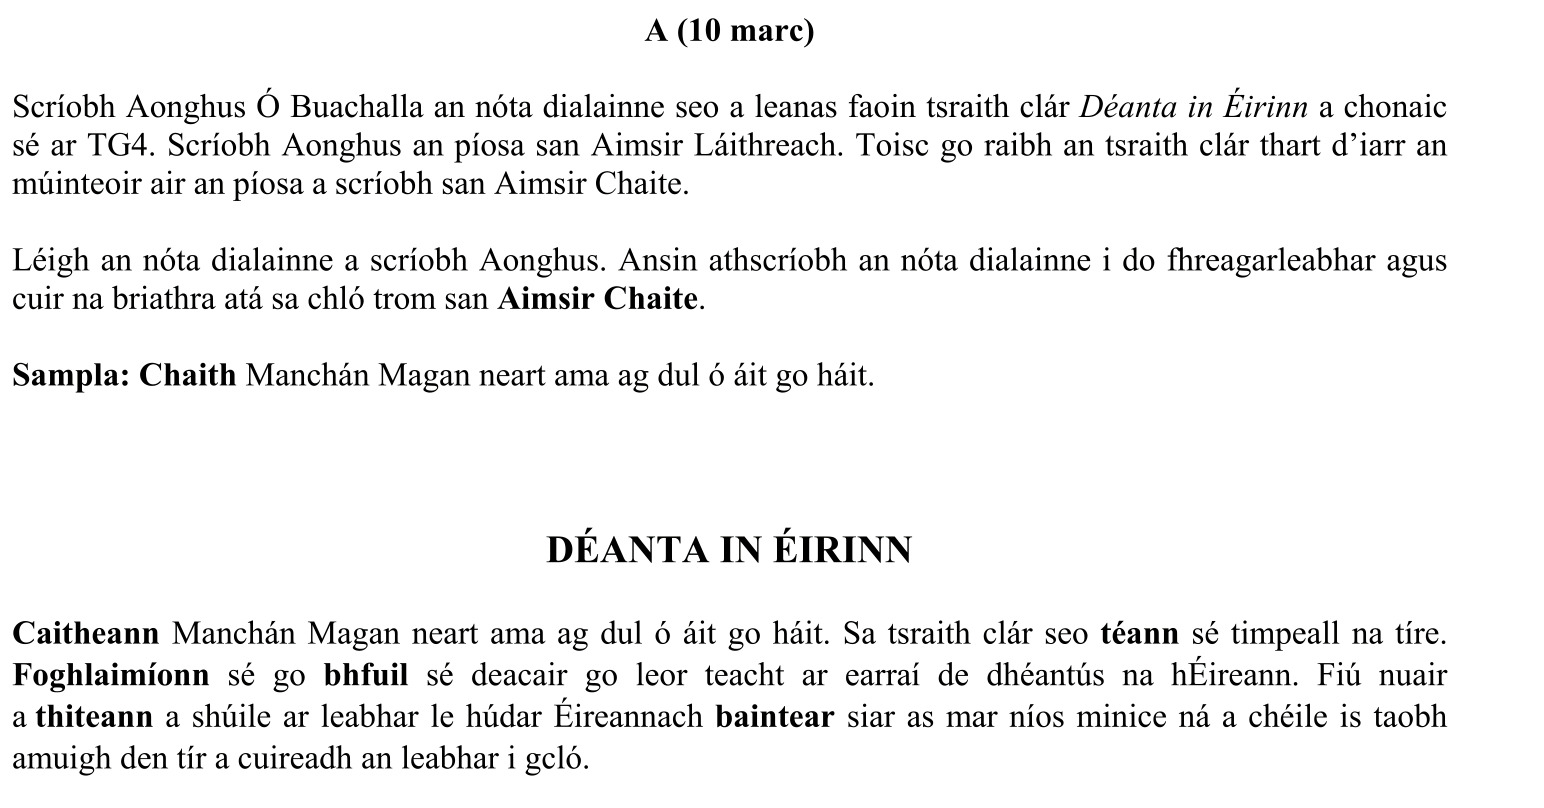 A (10 marc)
Scríobh Aonghus Ó Buachalla an nóta dialainne seo a leanas faoin tsraith clár Déanta in Éirinn a chonaic
sé ar TG4. Scríobh Aonghus an píosa san Aimsir Láithreach. Toisc go raibh an tsraith clár thart d’iarr an
múinteoir air an píosa a scríobh san Aimsir Chaite.
Léigh an nóta dialainne a scríobh Aonghus. Ansin athscríobh an nóta dialainne i do fhreagarleabhar agus
cuir na briathra atá sa chló trom san Aimsir Chaite.
Sampla: Chaith Manchán Magan neart ama ag dul ó áit go háit.
DÉANTA IN ÉIRINN
Caitheann Manchán Magan neart ama ag dul ó áit go háit. Sa tsraith clár seo téann sé timpeall na tíre.
Foghlaimíonn sé go bhfuil sé deacair go leor teacht ar earraí de dhéantús na hÉireann. Fiú nuair
a thiteann a shúile ar leabhar le húdar Éireannach baintear siar as mar níos minice ná a chéile is taobh
amuigh den tír a cuireadh an leabhar i gcló.